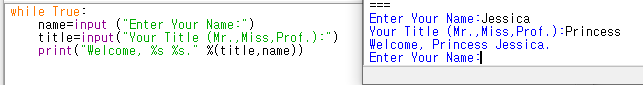 while True:
    name=input ("Enter Your Name:")
    title=input("Your Title (Mr.,Miss,Prof.):")
    print("Welcome, %s %s." %(title,name))
===
Enter Your Name:Jessica
Your Title (Mr.,Miss,Prof.):Princess
Welcome, Princess Jessica.
Enter Your Name: